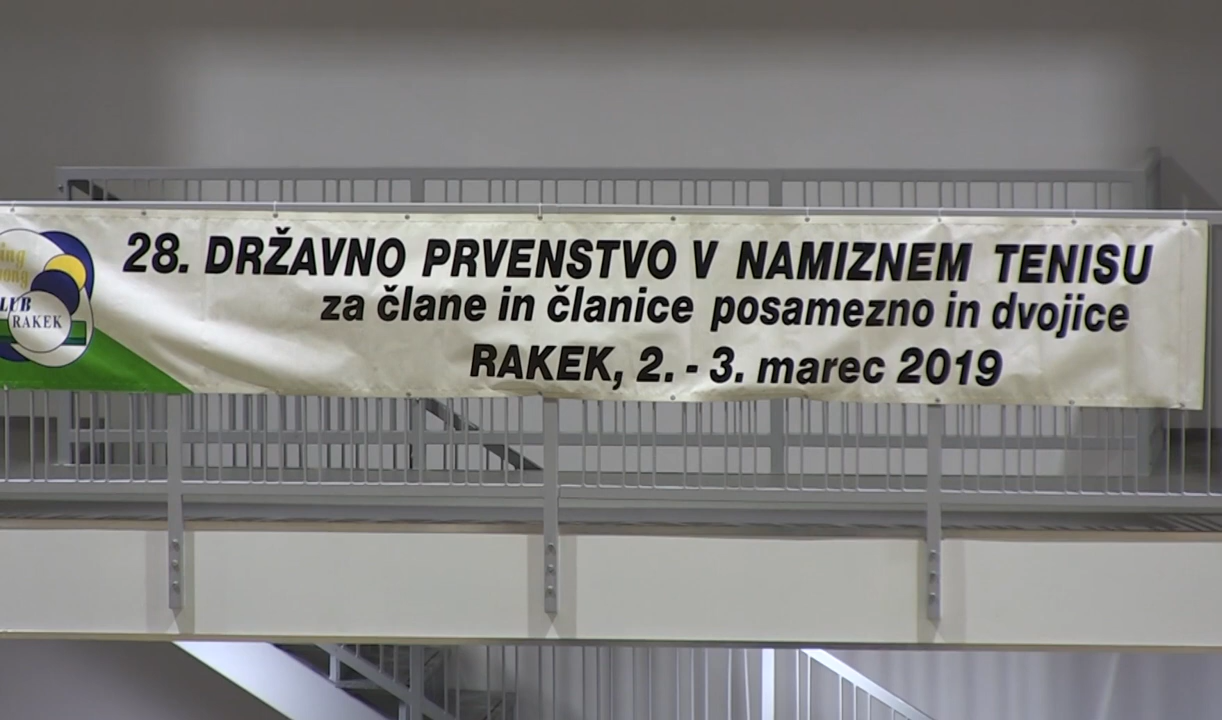 28. DRŽAVNO PRVENSTVO V NAMIZNEM TENISU
za člane in članice posamezno in dvojice
RAKEK, 2. - 3. marec 2019
RAKEK